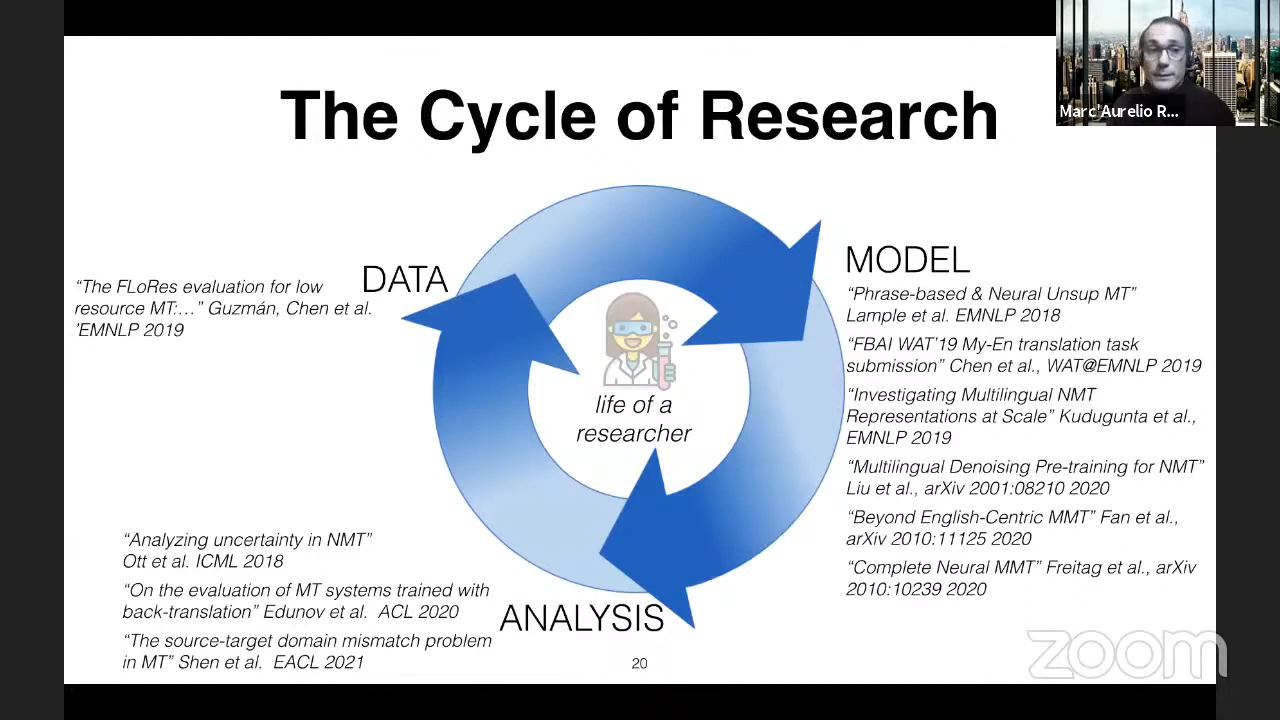 The Cycle of Research
Marc'Aurelio R...
DATA
“The FLoRes evaluation for low
resource MT:...” Guzmán, Chen et al.
’EMNLP 2019
MODEL
“Phrase-based & Neural Unsup MT”
Lample et al. EMNLP 2018
“FBAI WAT’19 My-En translation task
submission” Chen et al., WAT@EMNLP 2019
“Investigating Multilingual NMT
Representations at Scale” Kudugunta et al.,
EMNLP 2019
“Multilingual Denoising Pre-training for NMT”
Liu et al., arXiv 2001:08210 2020
“Beyond English-Centric MMT” Fan et al.,
arXiv 2010:11125 2020
“Complete Neural MMT” Freitag et al., arXiv
2010:10239 2020
life of a
researcher
“Analyzing uncertainty in NMT”
Ott et al. ICML 2018
“On the evaluation of MT systems trained with
back-translation” Edunov et al. ACL 2020
“The source-target domain mismatch problem
in MT” Shen et al. EACL 2021
ANALYSIS
20
zoom